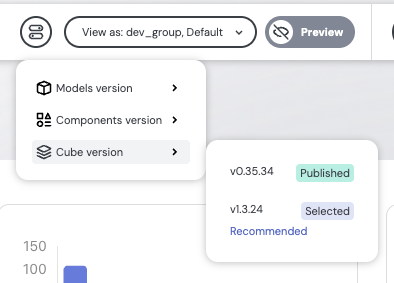 View as: dev_group, Default
Preview
Models version
Components version
Cube version
v0.35.34 Published
v1.3.24 Selected
Recommended
150
100